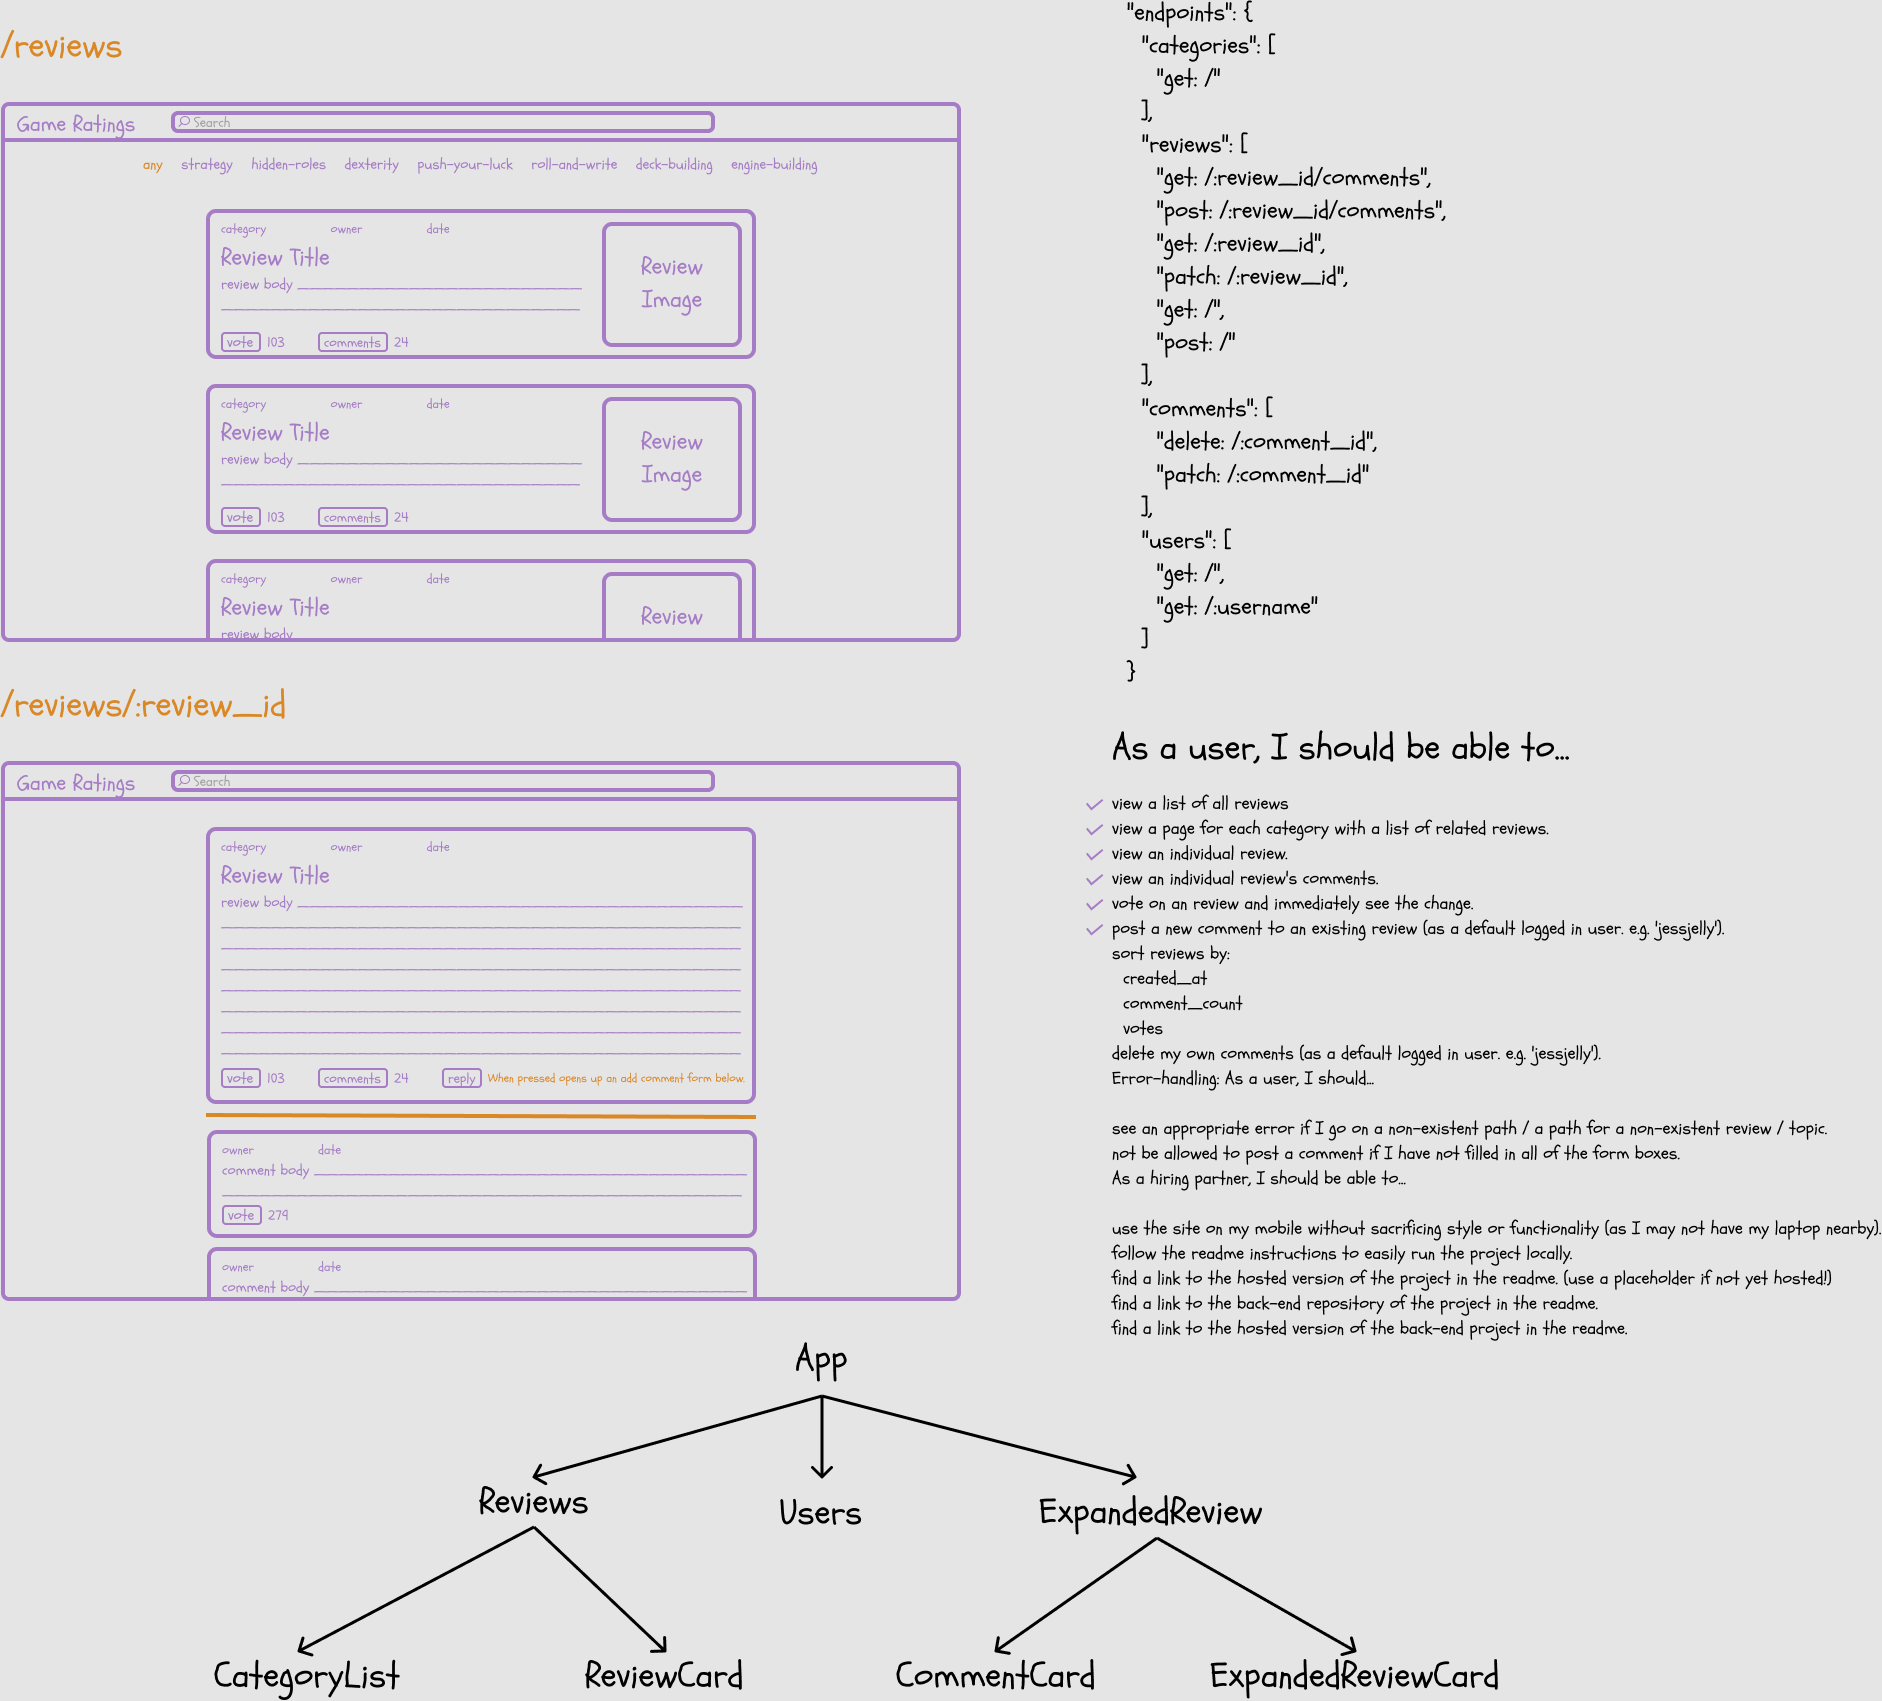 /reviews
Game Ratings
Search
any strategy hidden-roles dexterity push-your-luck roll-and-write deck-building engine-building
category owner date
Review Title
review body
vote 103 comments 24
Review
Image
category owner date
Review Title
review body
vote 103 comments 24
Review
Image
category owner date
Review Title
review body
Review
/reviews/:review_id
Game Ratings
Search
category owner date
Review Title
review body
vote 103 comments 24 reply When pressed opens up an add comment form below.
owner date
comment body
vote 279
owner date
comment body
"endpoints": {
"categories": [
"get: /"
],
"reviews": [
"get: /:review_id/comments",
"post: /:review_id/comments",
"get: /:review_id",
"patch: /:review_id",
"get: /",
"post: /"
],
"comments": [
"delete: /:comment_id",
"patch: /:comment_id"
],
"users": [
"get: /",
"get: /:username"
]
}
As a user, I should be able to...
view a list of all reviews
view a page for each category with a list of related reviews.
view an individual review.
view an individual review's comments.
vote on an review and immediately see the change.
post a new comment to an existing review (as a default logged in user. e.g. 'jessjelly').
sort reviews by:
created_at
comment_count
votes
delete my own comments (as a default logged in user. e.g. 'jessjelly').
Error-handling: As a user, I should...
see an appropriate error if I go on a non-existent path / a path for a non-existent review / topic.
not be allowed to post a comment if I have not filled in all of the form boxes.
As a hiring partner, I should be able to...
use the site on my mobile without sacrificing style or functionality (as I may not have my laptop nearby).
follow the readme instructions to easily run the project locally.
find a link to the hosted version of the project in the readme. (use a placeholder if not yet hosted!)
find a link to the back-end repository of the project in the readme.
find a link to the hosted version of the back-end project in the readme.
App
Reviews
Users
ExpandedReview
CategoryList
ReviewCard
CommentCard
ExpandedReviewCard